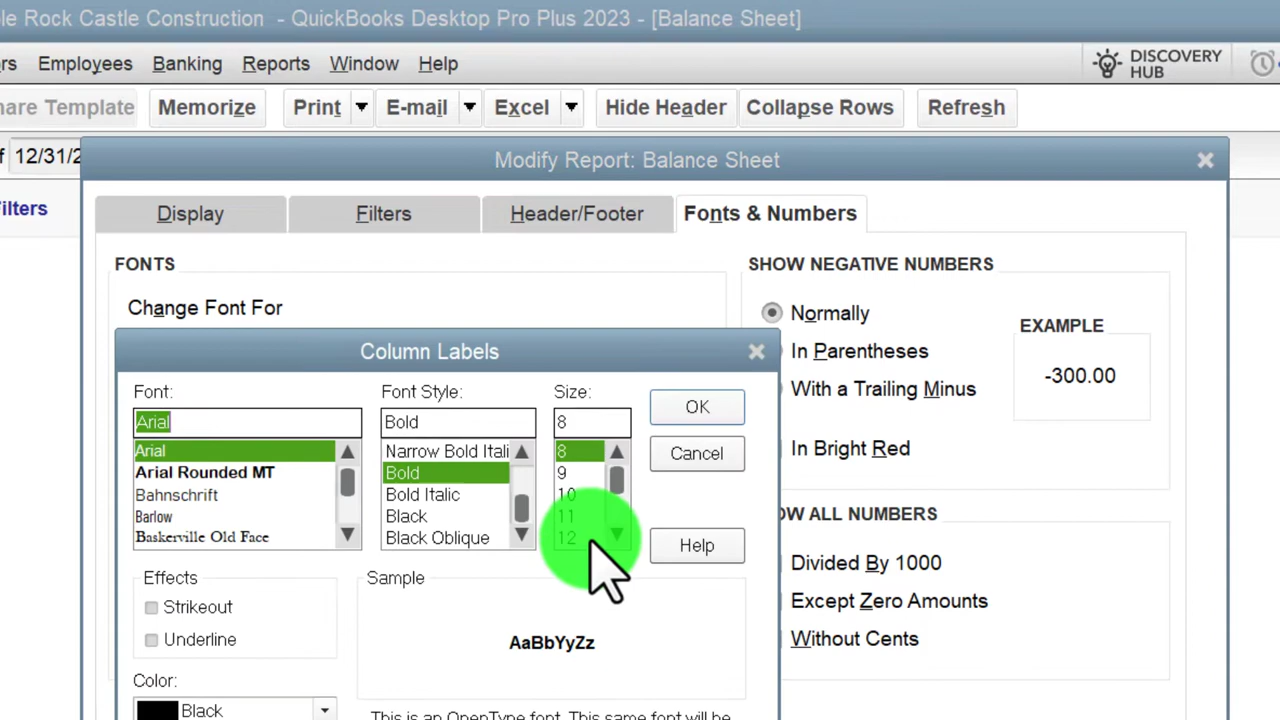 le Rock Castle Construction - QuickBooks Desktop Pro Plus 2023 - [Balance Sheet]
rs Employees Banking Reports Window Help DISCOVERY HUB
hare Template Memorize Print E-mail Excel Hide Header Collapse Rows Refresh
f 12/31/2
Modify Report: Balance Sheet
ilters
Display Filters Header/Footer Fonts & Numbers
FONTS
Change Font For
Column Labels
Font: Font Style: Size:
Arial Bold 8 OK
Arial Narrow Bold Itali 8
Arial Rounded MT Bold 9 Cancel
Bahnschrift Bold Italic 10
Barlow Black 11
Baskerville Old Face Black Oblique 12 Help
Effects Sample
Strikeout
Underline
AaBbYyZz
Color:
Black
This is an OpenType font. This same font will be
SHOW NEGATIVE NUMBERS
Normally
In Parentheses
With a Trailing Minus
In Bright Red
EXAMPLE
-300.00
OW ALL NUMBERS
Divided By 1000
Except Zero Amounts
Without Cents